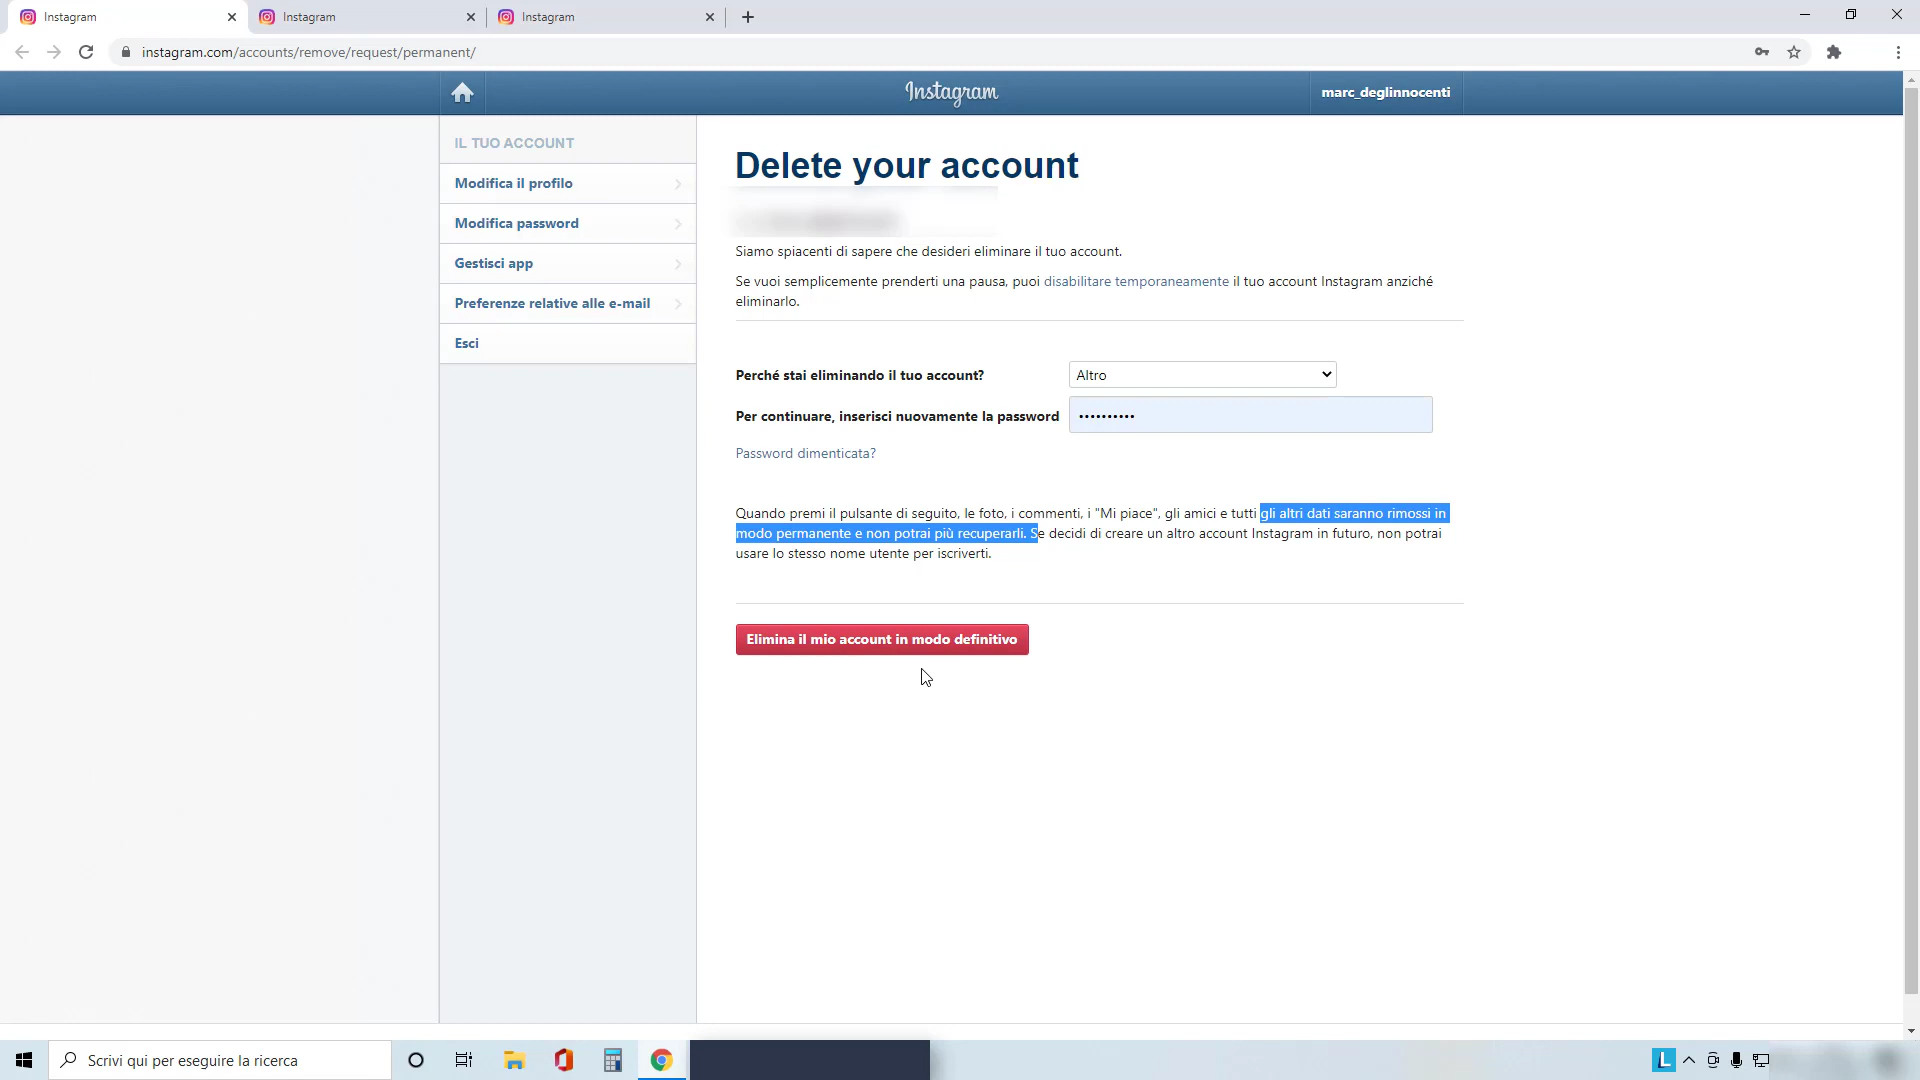 Instagram
Instagram
Instagram
instagram.com/accounts/remove/request/permanent/
Instagram
marc_deglinnocenti
IL TUO ACCOUNT
Modifica il profilo
Modifica password
Gestisci app
Preferenze relative alle e-mail
Esci
Delete your account
Siamo spiacenti di sapere che desideri eliminare il tuo account.
Se vuoi semplicemente prenderti una pausa, puoi disabilitare temporaneamente il tuo account Instagram anziché
eliminarlo.
Perché stai eliminando il tuo account?
Altro
Per continuare, inserisci nuovamente la password
••••••••••
Password dimenticata?
Quando premi il pulsante di seguito, le foto, i commenti, i "Mi piace", gli amici e tutti gli altri dati saranno rimossi in
modo permanente e non potrai più recuperarli. Se decidi di creare un altro account Instagram in futuro, non potrai
usare lo stesso nome utente per iscriverti.
Elimina il mio account in modo definitivo
Scrivi qui per eseguire la ricerca
L